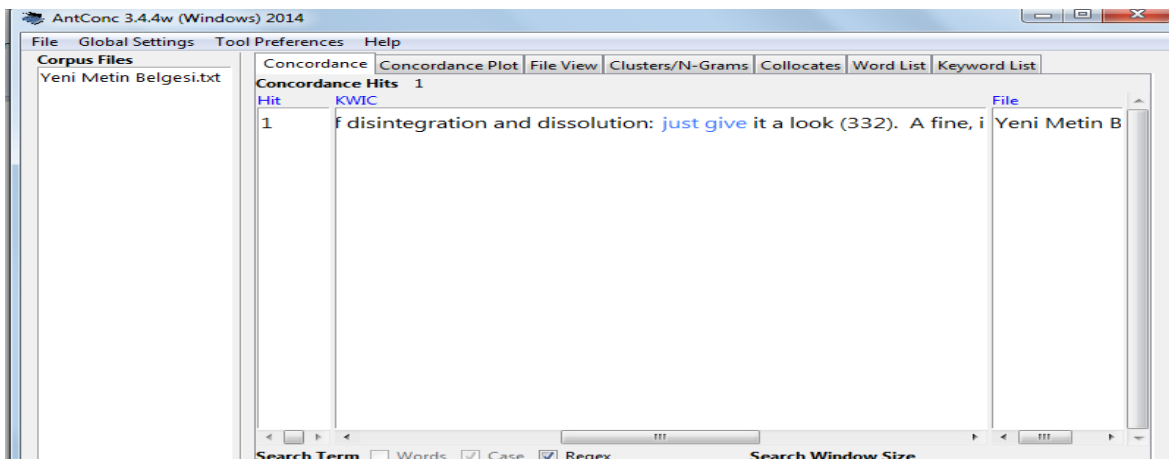 AntConc 3.4.4w (Windows) 2014
File Global Settings Tool Preferences Help
Corpus Files
Yeni Metin Belgesi.txt
Concordance Concordance Plot File View Clusters/N-Grams Collocates Word List Keyword List
Concordance Hits 1
Hit KWIC File
1 f disintegration and dissolution: just give it a look (332). A fine, i Yeni Metin B
Search Term Words Case Regex Search Window Size